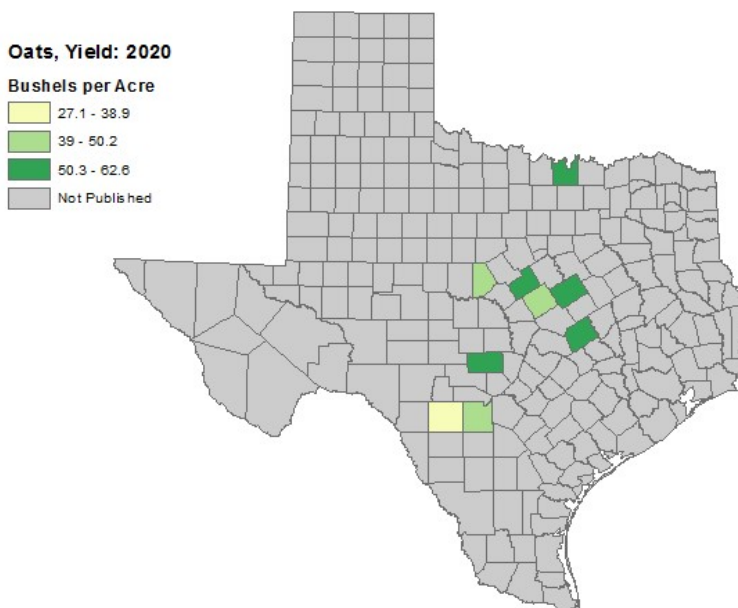 Oats, Yield: 2020
Bushels per Acre
27.1 - 38.9
39 - 50.2
50.3 - 62.6
Not Published